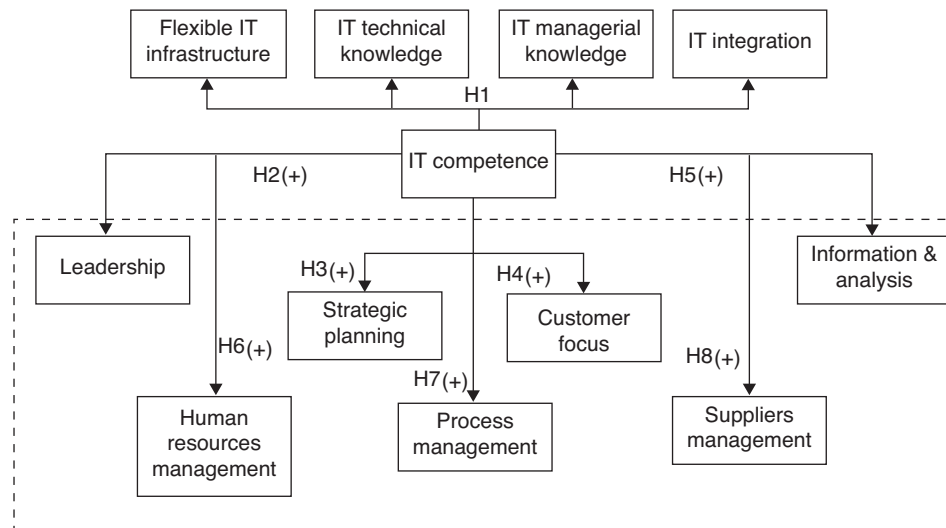 Flexible IT
infrastructure
IT technical
knowledge
IT managerial
knowledge
IT integration
H1
IT competence
H2(+)
H5(+)
Leadership
Information &
analysis
H3(+)
H4(+)
Strategic
planning
Customer
focus
H6(+)
H7(+)
H8(+)
Human
resources
management
Process
management
Suppliers
management